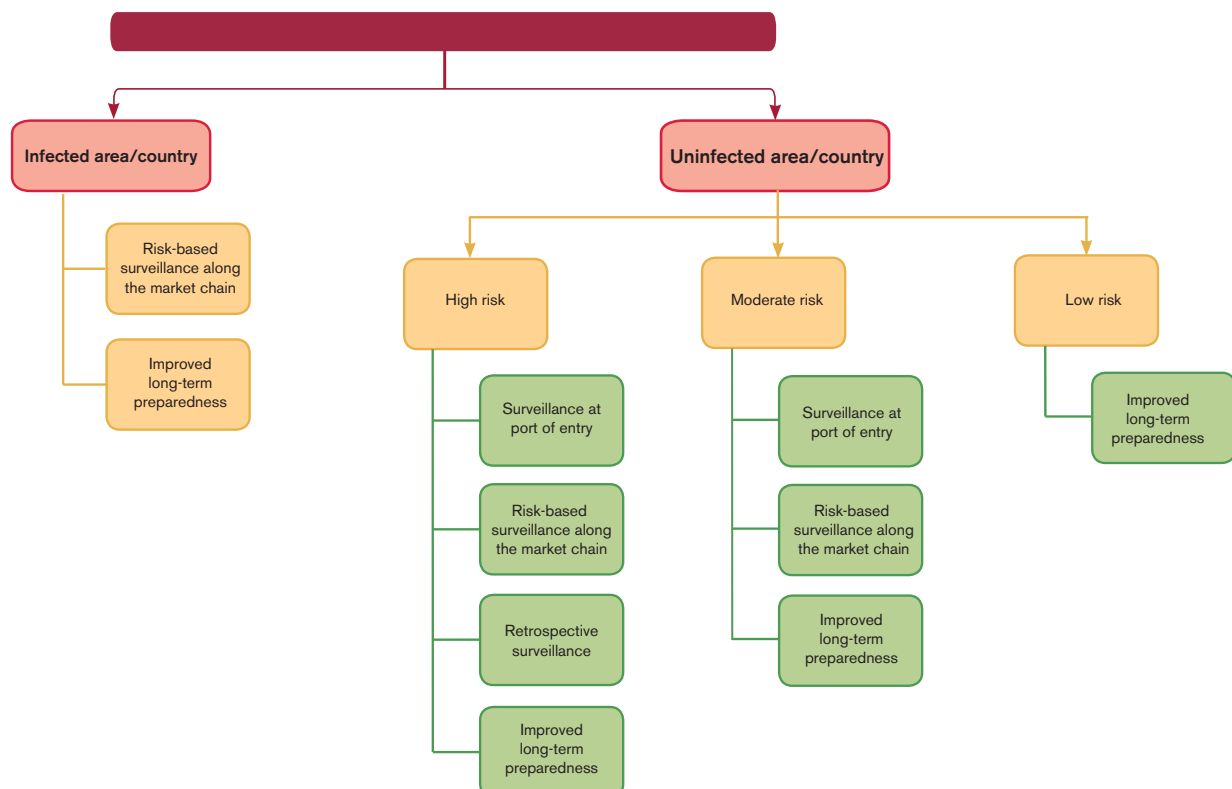 Infected area/country
Risk-based
surveillance along
the market chain
Improved
long-term
preparedness
Uninfected area/country
High risk
Surveillance at
port of entry
Risk-based
surveillance along
the market chain
Retrospective
surveillance
Improved
long-term
preparedness
Moderate risk
Surveillance at
port of entry
Risk-based
surveillance along
the market chain
Improved
long-term
preparedness
Low risk
Improved
long-term
preparedness